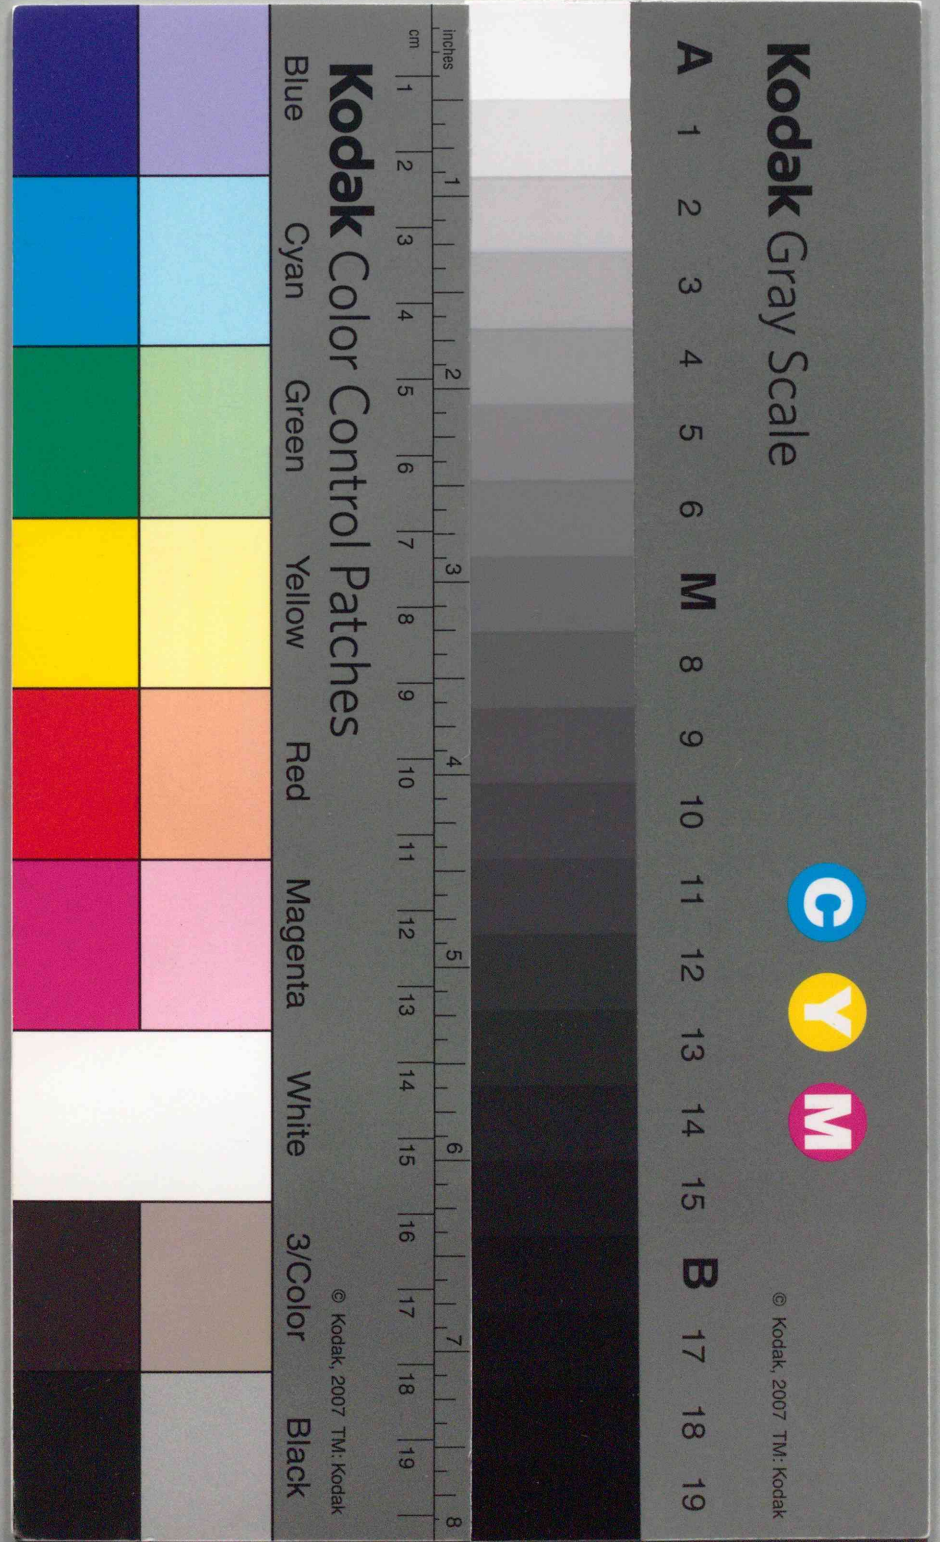 Kodak Gray Scale
C Y M
© Kodak, 2007 TM: Kodak
A 1 2 3 4 5 6 M 8 9 10 11 12 13 14 15 B 17 18 19
inches 1 2 3 4 5 6 7 8
cm 1 2 3 4 5 6 7 8 9 10 11 12 13 14 15 16 17 18 19
Kodak Color Control Patches
© Kodak, 2007 TM: Kodak
Blue Cyan Green Yellow Red Magenta White 3/Color Black